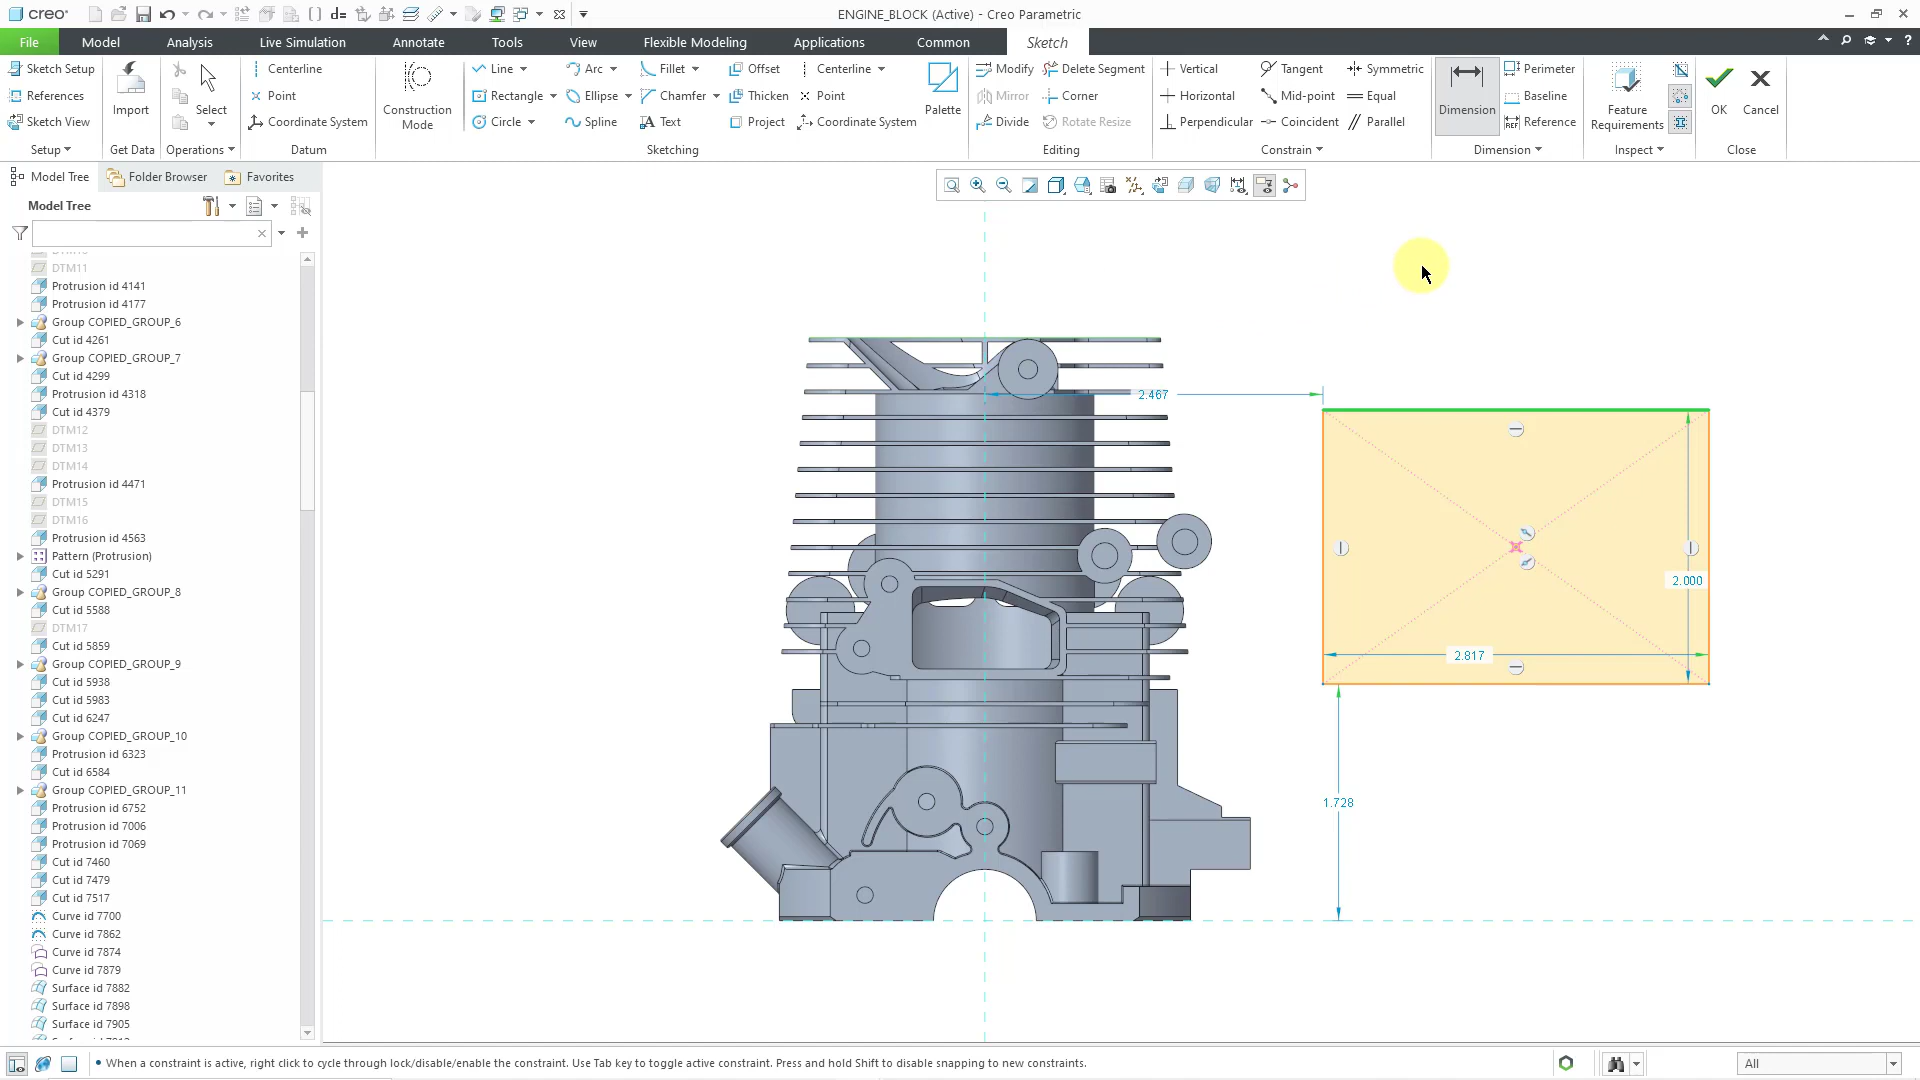 creo
d=
ENGINE_BLOCK (Active) - Creo Parametric
File Model Analysis Live Simulation Annotate Tools View Flexible Modeling Applications Common Sketch
Sketch Setup
References
Sketch View
Setup
Import
Get Data
Select
Operations
Centerline
Point
Coordinate System
Datum
Construction
Mode
Line Arc Fillet Offset Centerline
Rectangle Ellipse Chamfer Thicken Point
Circle Spline Text Project Coordinate System
Palette
Sketching
Modify Delete Segment
Mirror Corner
Divide Rotate Resize
Editing
Vertical Tangent Symmetric
Horizontal Mid-point Equal
Perpendicular Coincident Parallel
Constrain
Dimension
Perimeter
Baseline
Reference
Dimension
Feature
Requirements
Inspect
OK Cancel
Close
Model Tree Folder Browser Favorites
Model Tree
DTM11
Protrusion id 4141
Protrusion id 4177
Group COPIED_GROUP_6
Cut id 4261
Group COPIED_GROUP_7
Cut id 4299
Protrusion id 4318
Cut id 4379
DTM12
DTM13
DTM14
Protrusion id 4471
DTM15
DTM16
Protrusion id 4563
Pattern (Protrusion)
Cut id 5291
Group COPIED_GROUP_8
Cut id 5588
DTM17
Cut id 5859
Group COPIED_GROUP_9
Cut id 5938
Cut id 5983
Cut id 6247
Group COPIED_GROUP_10
Protrusion id 6323
Cut id 6584
Group COPIED_GROUP_11
Protrusion id 6752
Protrusion id 7006
Protrusion id 7069
Cut id 7460
Cut id 7479
Cut id 7517
Curve id 7700
Curve id 7862
Curve id 7874
Curve id 7879
Surface id 7882
Surface id 7898
Surface id 7905
2.467
2.000
2.817
1.728
• When a constraint is active, right click to cycle through lock/disable/enable the constraint. Use Tab key to toggle active constraint. Press and hold Shift to disable snapping to new constraints.
All